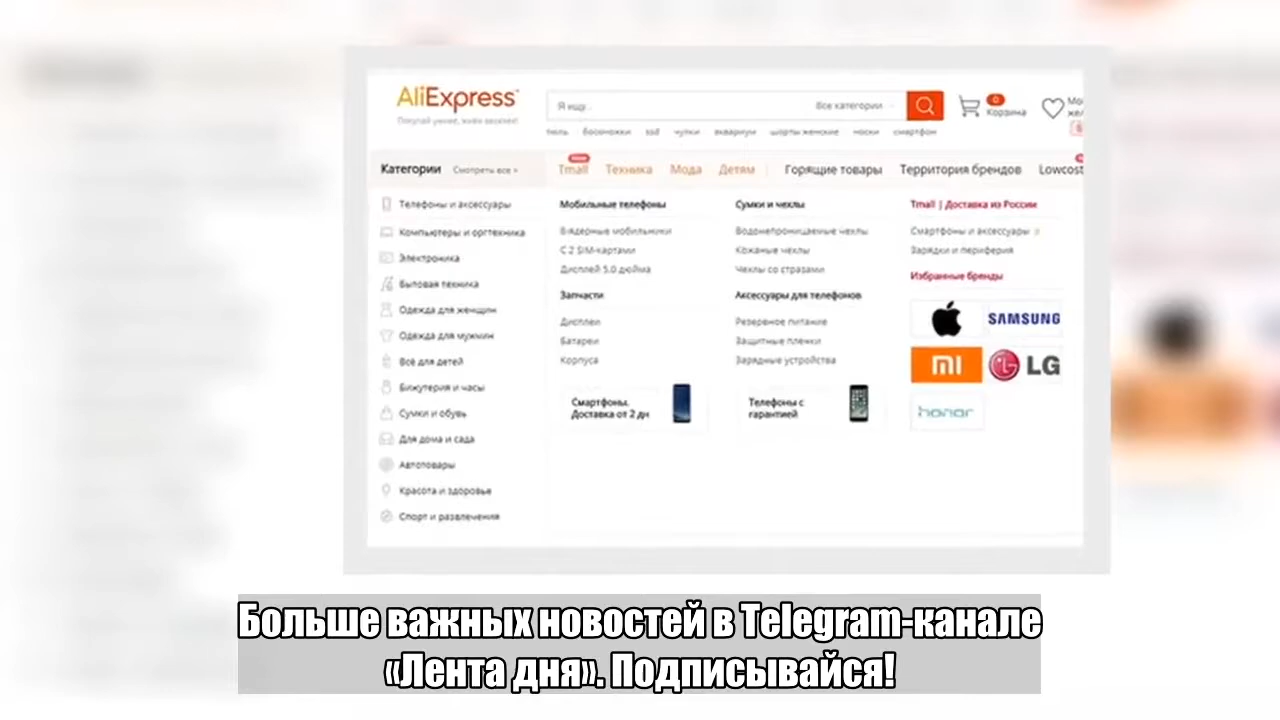 AliExpress
Покупай умнее, живи веселее!
Я ищу...
Все категории
0
Корзина
тюль босоножки ssd чулки аквариум шорты женские носки смартфон
Категории
Смотреть все >
New
Tmall Техника Мода Детям Горящие товары Территория брендов Lowcost
Телефоны и аксессуары
Компьютеры и оргтехника
Электроника
Бытовая техника
Одежда для женщин
Одежда для мужчин
Всё для детей
Бижутерия и часы
Сумки и обувь
Для дома и сада
Автотовары
Красота и здоровье
Спорт и развлечения
Мобильные телефоны
8-ядерные мобильники
С 2 SIM-картами
Дисплей 5.0 дюйма
Запчасти
Дисплеи
Батареи
Корпуса
Смартфоны.
Доставка от 2 дн
Сумки и чехлы
Водонепроницаемые чехлы
Кожаные чехлы
Чехлы со стразами
Аксессуары для телефонов
Резервное питание
Защитные плёнки
Зарядные устройства
Телефоны с
гарантией
Tmall | Доставка из России
Смартфоны и аксессуары
Зарядки и периферия
Избранные бренды
SAMSUNG
MI
LG
honor
Больше важных новостей в Telegram-канале
«Лента дня». Подписывайся!